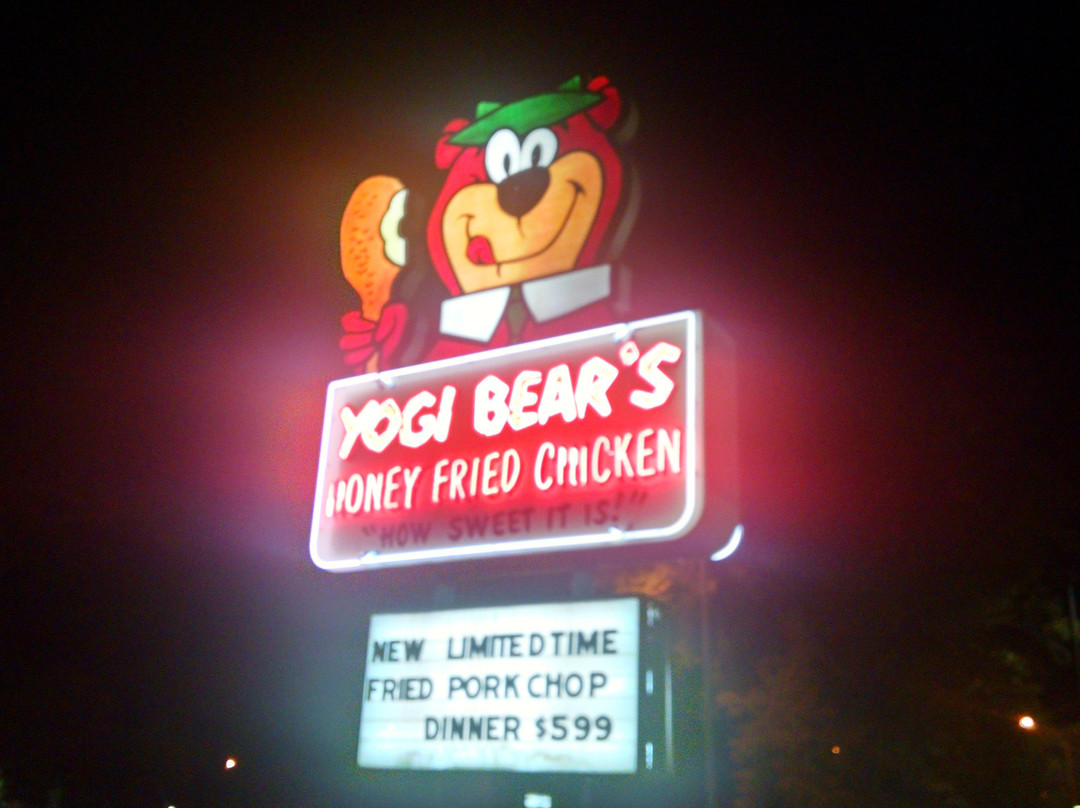 YOGI BEAR'S
HONEY FRIED CHICKEN
"HOW SWEET IT IS!"
NEW LIMITED TIME
FRIED PORK CHOP
DINNER $599